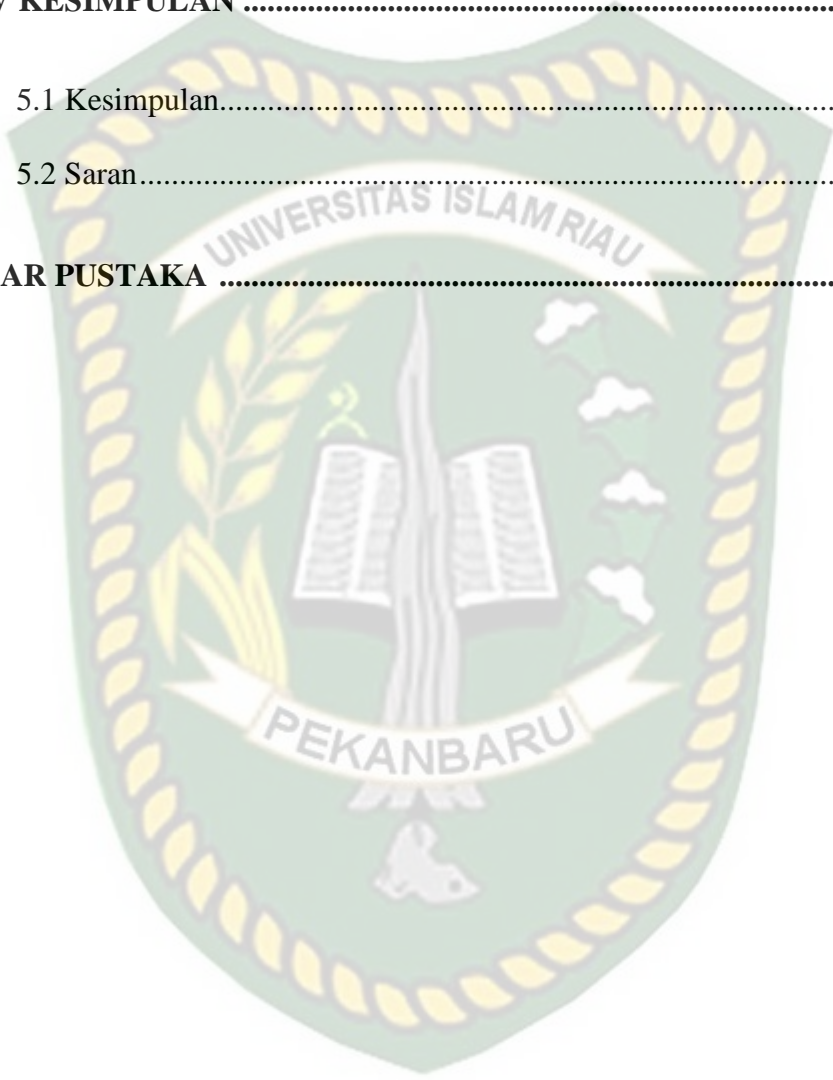 KESIMPULAN ..........................................................................................
5.1 Kesimpulan..........................................................................................
5.2 Saran..........................................................................................
UNIVERSITAS ISLAM RIAU
AR PUSTAKA ..........................................................................................
PEKANBARU